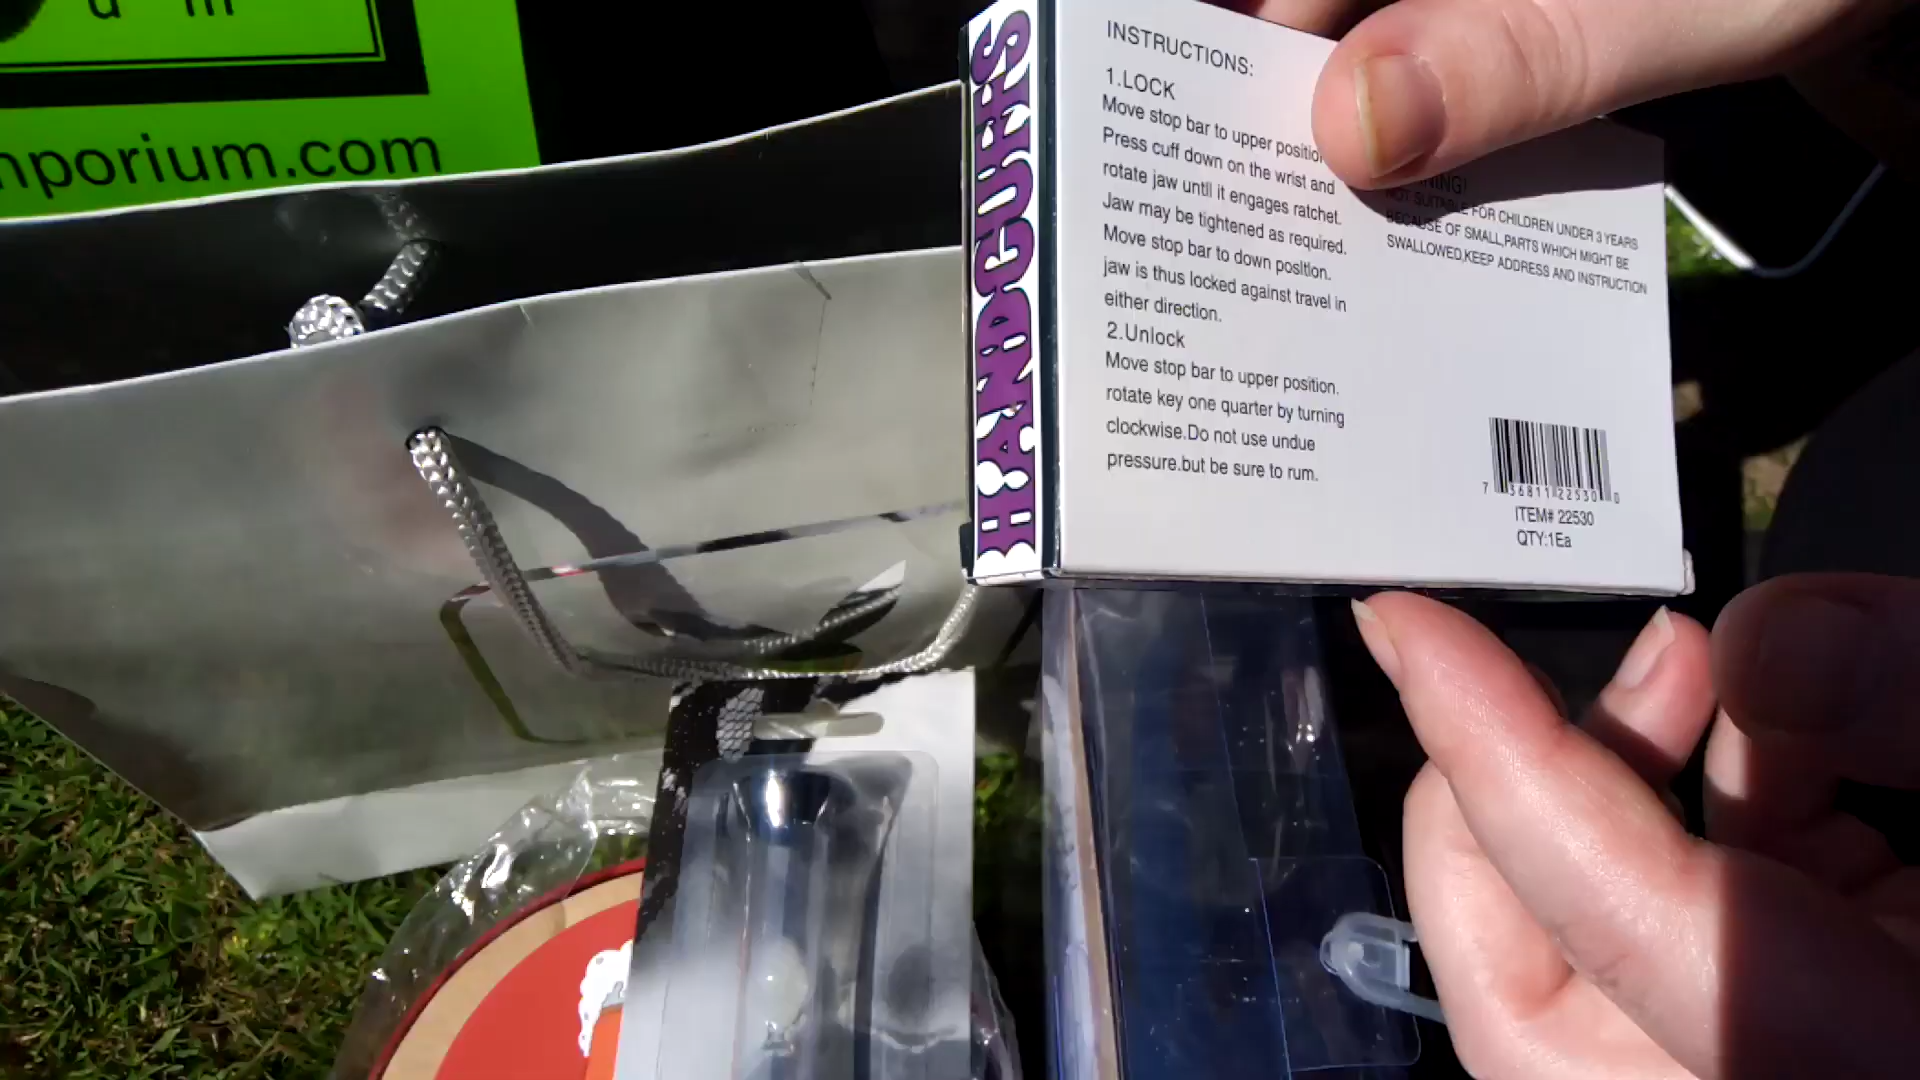 mporium.com
HANDCUFFS
INSTRUCTIONS:
1.LOCK
Move stop bar to upper position
Press cuff down on the wrist and
rotate jaw until it engages ratchet.
Jaw may be tightened as required.
Move stop bar to down position.
jaw is thus locked against travel in
either direction.
2.Unlock
Move stop bar to upper position.
rotate key one quarter by turning
clockwise.Do not use undue
pressure.but be sure to rum.
NING!
NOT SUITABLE FOR CHILDREN UNDER 3 YEARS
BECAUSE OF SMALL,PARTS WHICH MIGHT BE
SWALLOWED,KEEP ADDRESS AND INSTRUCTION
7 36811 22530 0
ITEM# 22530
QTY:1Ea